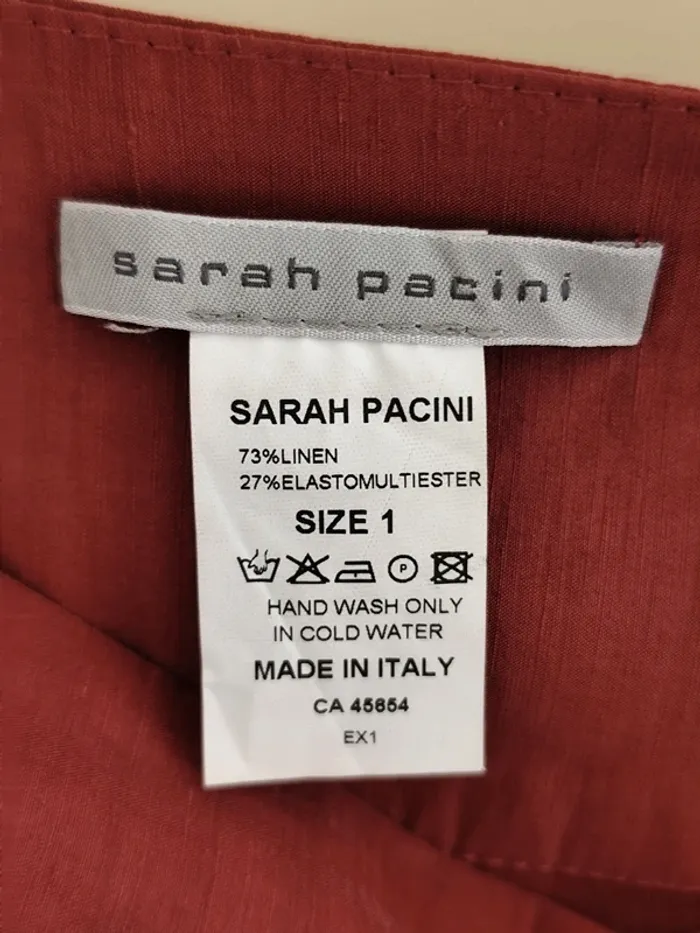 sarah pacini
SARAH PACINI
73%LINEN
27%ELASTOMULTIESTER
SIZE 1
P
HAND WASH ONLY
IN COLD WATER
MADE IN ITALY
CA 45654
EX1